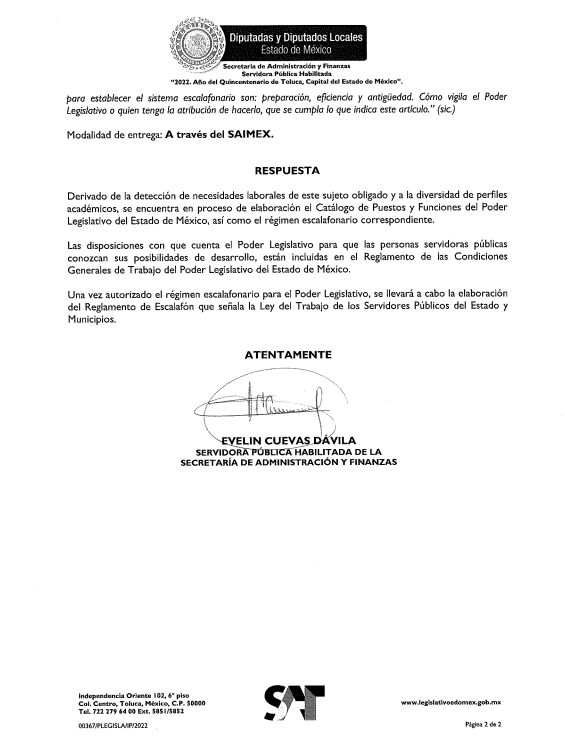 Diputadas y Diputados Locales
Estado de México
Secretaría de Administración y Finanzas
Servidora Pública Habilitada
"2022. Año del Quincentenario de Toluca, Capital del Estado de México".
para establecer el sistema escalafonario son: preparación, eficiencia y antigüedad. Cómo vigila el Poder
Legislativo o quien tenga la atribución de hacerlo, que se cumpla lo que indica este artículo." (sic.)
Modalidad de entrega: A través del SAIMEX.
RESPUESTA
Derivado de la detección de necesidades laborales de este sujeto obligado y a la diversidad de perfiles
académicos, se encuentra en proceso de elaboración el Catálogo de Puestos y Funciones del Poder
Legislativo del Estado de México, así como el régimen escalafonario correspondiente.
Las disposiciones con que cuenta el Poder Legislativo para que las personas servidoras públicas
conozcan sus posibilidades de desarrollo, están incluidas en el Reglamento de las Condiciones
Generales de Trabajo del Poder Legislativo del Estado de México.
Una vez autorizado el régimen escalafonario para el Poder Legislativo, se llevará a cabo la elaboración
del Reglamento de Escalafón que señala la Ley del Trabajo de los Servidores Públicos del Estado y
Municipios.
ATENTAMENTE
EVELIN CUEVAS DÁVILA
SERVIDORA PÚBLICA HABILITADA DE LA
SECRETARÍA DE ADMINISTRACIÓN Y FINANZAS
Independencia Oriente 102, 6º piso
Col. Centro, Toluca, México, C.P. 50000
Tel. 722 279 64 00 Ext. 5851/5852
00367/PLEGISLA/IP/2022
SAT
www.legislativoedomex.gob.mx
Página 2 de 2